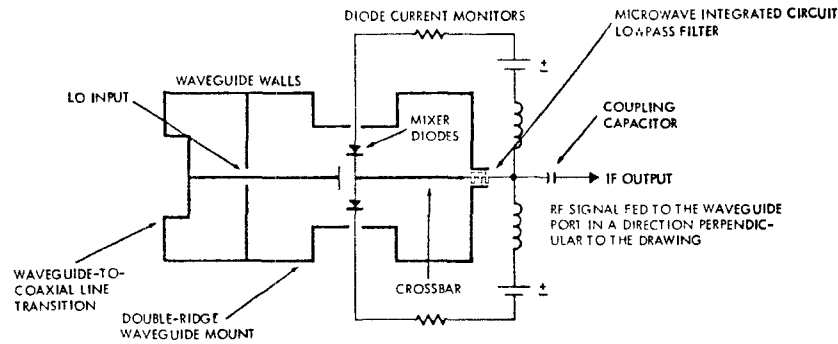 DIODE CURRENT MONITORS
MICROWAVE INTEGRATED CIRCUIT
LOWPASS FILTER
WAVEGUIDE WALLS
LO INPUT
MIXER
DIODES
COUPLING
CAPACITOR
IF OUTPUT
RF SIGNAL FED TO THE WAVEGUIDE
PORT IN A DIRECTION PERPENDIC-
ULAR TO THE DRAWING
WAVEGUIDE-TO-
COAXIAL LINE
TRANSITION
CROSSBAR
DOUBLE-RIDGE
WAVEGUIDE MOUNT
±
±